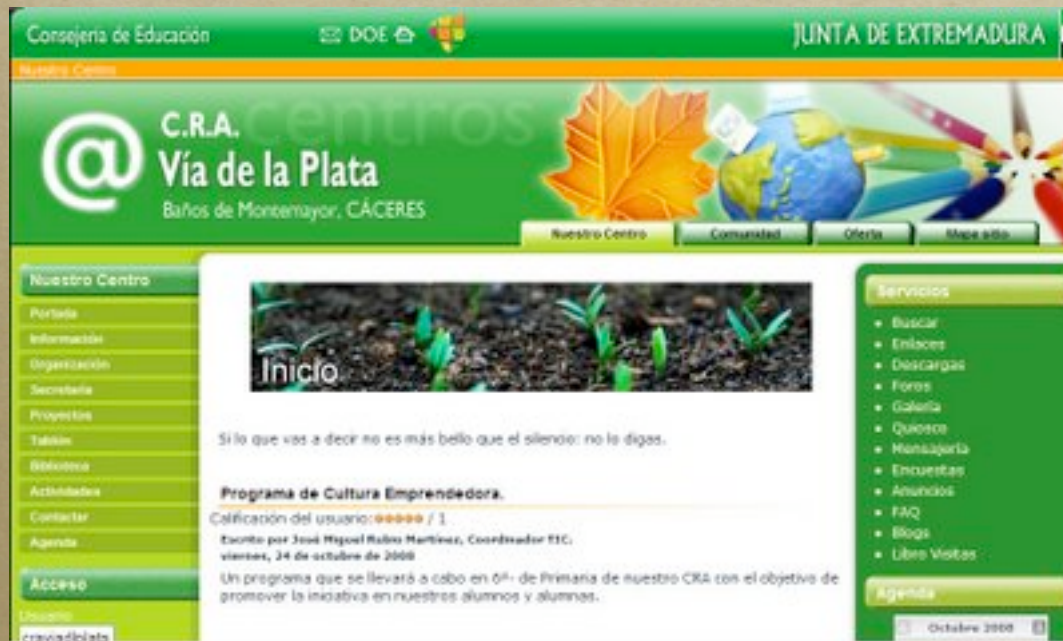 Consejería de Educación
DOE
JUNTA DE EXTREMADURA
Nuestro Centro
centros
@
C.R.A.
Vía de la Plata
Baños de Montemayor, CÁCERES
Nuestro Centro
Comunidad
Oferta
Mapa sitio
Nuestro Centro
Portada
Información
Organización
Secretaria
Proyectos
Tablón
Biblioteca
Actividades
Contactar
Agenda
Acceso
Usuario
craviadlplata
Inicio
Si lo que vas a decir no es más bello que el silencio: no lo digas.
Programa de Cultura Emprendedora.
Calificación del usuario: / 1
Escrito por José Miguel Rubio Martínez, Coordinador TIC.
viernes, 24 de octubre de 2008
Un programa que se llevará a cabo en 6º- de Primaria de nuestro CRA con el objetivo de
promover la iniciativa en nuestros alumnos y alumnas.
Servicios
Buscar
Enlaces
Descargas
Foros
Galería
Quiosco
Mensajería
Encuestas
Anuncios
FAQ
Blogs
Libro Visitas
Agenda
Octubre 2008